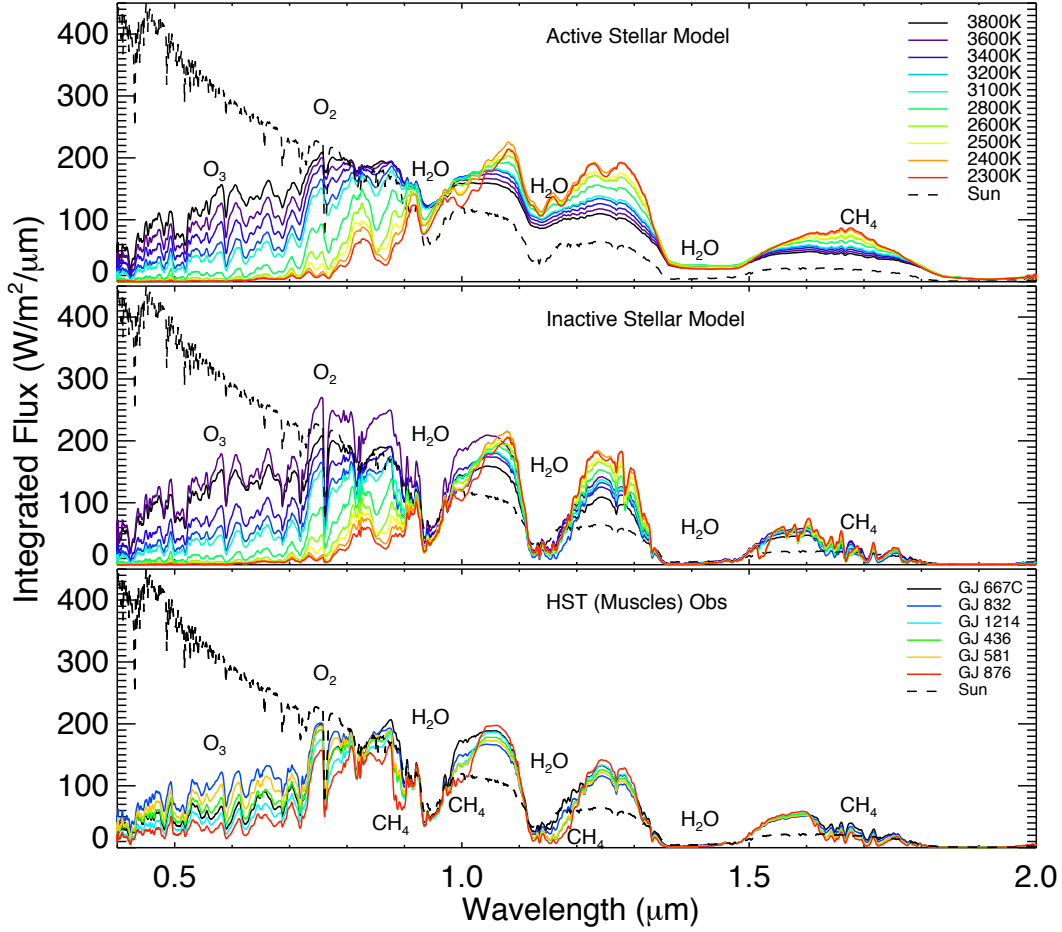 Integrated Flux (W/m²/μm)
400
300
200
100
0
Active Stellar Model
O₃
O₂
H₂O
H₂O
H₂O
CH₄
3800K
3600K
3400K
3200K
3100K
2800K
2600K
2500K
2400K
2300K
Sun
400
300
200
100
0
Inactive Stellar Model
O₃
O₂
H₂O
H₂O
H₂O
CH₄
400
300
200
100
0
HST (Muscles) Obs
O₃
O₂
H₂O
H₂O
H₂O
CH₄
CH₄
CH₄
CH₄
GJ 667C
GJ 832
GJ 1214
GJ 436
GJ 581
GJ 876
Sun
0.5
1.0
1.5
2.0
Wavelength (μm)